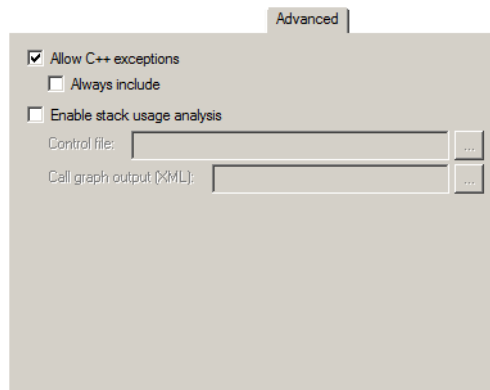 Advanced
Allow C++ exceptions
Always include
Enable stack usage analysis
Control file: ...
Call graph output (XML): ...